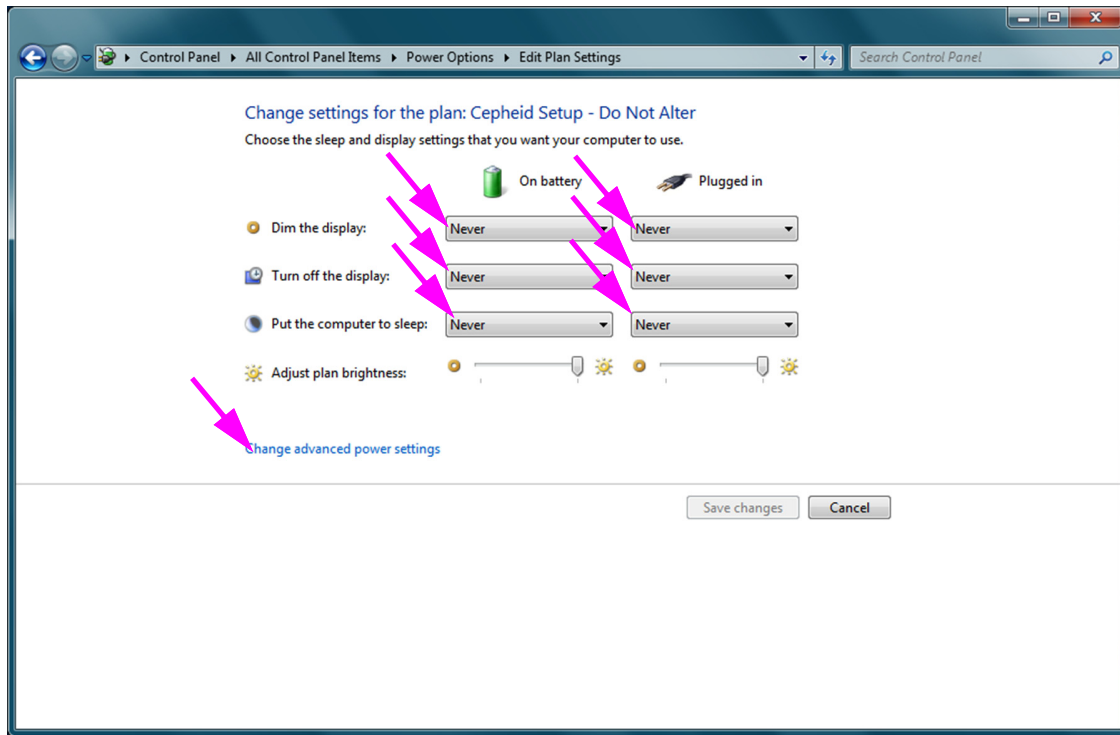 Control Panel All Control Panel Items Power Options Edit Plan Settings Search Control Panel
Change settings for the plan: Cepheid Setup - Do Not Alter
Choose the sleep and display settings that you want your computer to use.
On battery Plugged in
Dim the display: Never Never
Turn off the display: Never Never
Put the computer to sleep: Never Never
Adjust plan brightness:
Change advanced power settings
Save changes Cancel